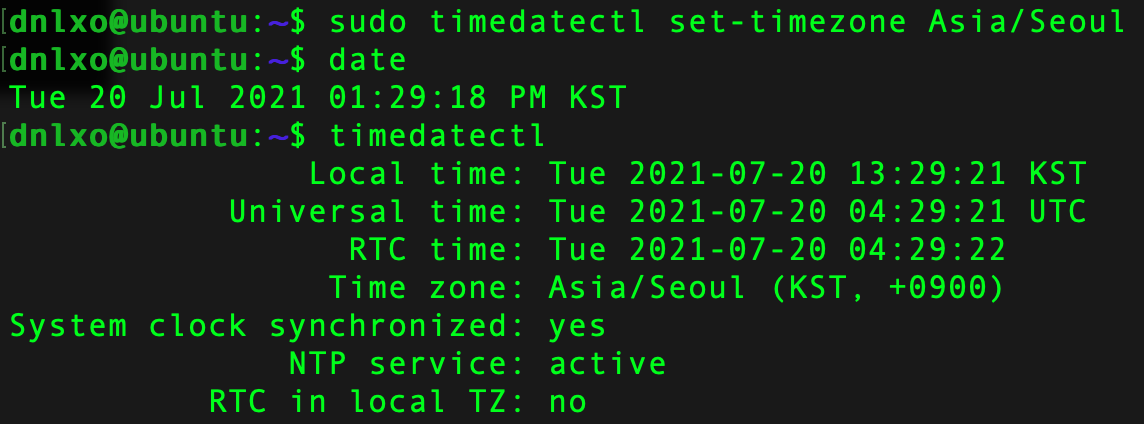 [dnlxo@ubuntu:~$ sudo timedatectl set-timezone Asia/Seoul
[dnlxo@ubuntu:~$ date
Tue 20 Jul 2021 01:29:18 PM KST
[dnlxo@ubuntu:~$ timedatectl
Local time: Tue 2021-07-20 13:29:21 KST
Universal time: Tue 2021-07-20 04:29:21 UTC
RTC time: Tue 2021-07-20 04:29:22
Time zone: Asia/Seoul (KST, +0900)
System clock synchronized: yes
NTP service: active
RTC in local TZ: no